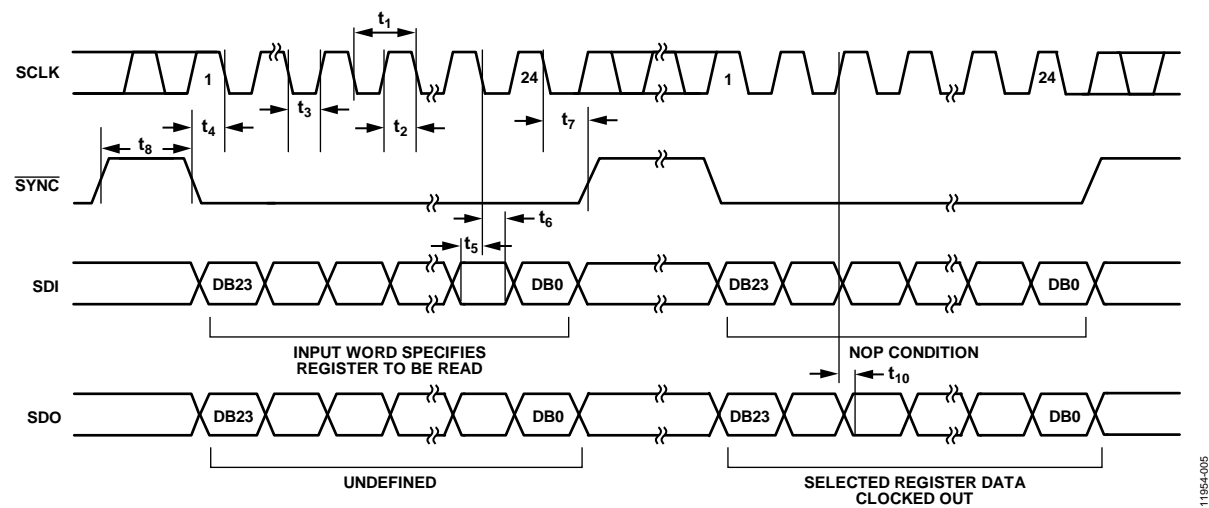 t1
SCLK
1
24
1
24
t3
t4
t2
t7
t8
SYNC
t6
t5
SDI
DB23
DB0
DB23
DB0
INPUT WORD SPECIFIES
REGISTER TO BE READ
NOP CONDITION
t10
SDO
DB23
DB0
DB23
DB0
UNDEFINED
SELECTED REGISTER DATA
CLOCKED OUT
11954-005